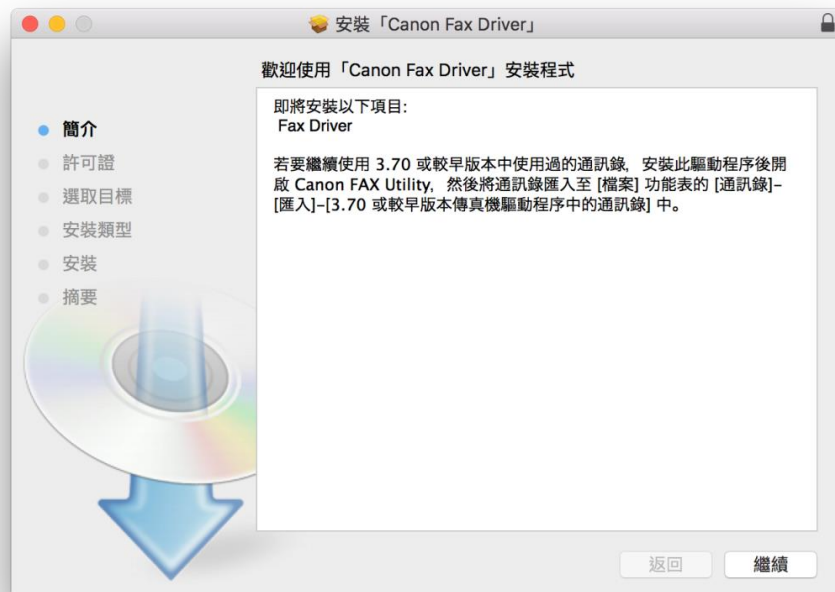 安裝「Canon Fax Driver」
歡迎使用「Canon Fax Driver」安裝程式
簡介
許可證
選取目標
安裝類型
安裝
摘要
即將安裝以下項目:
Fax Driver
若要繼續使用 3.70 或較早版本中使用過的通訊錄，安裝此驅動程序後開
啟 Canon FAX Utility，然後將通訊錄匯入至 [檔案] 功能表的 [通訊錄]-
[匯入]-[3.70 或較早版本傳真機驅動程序中的通訊錄] 中。
返回
繼續